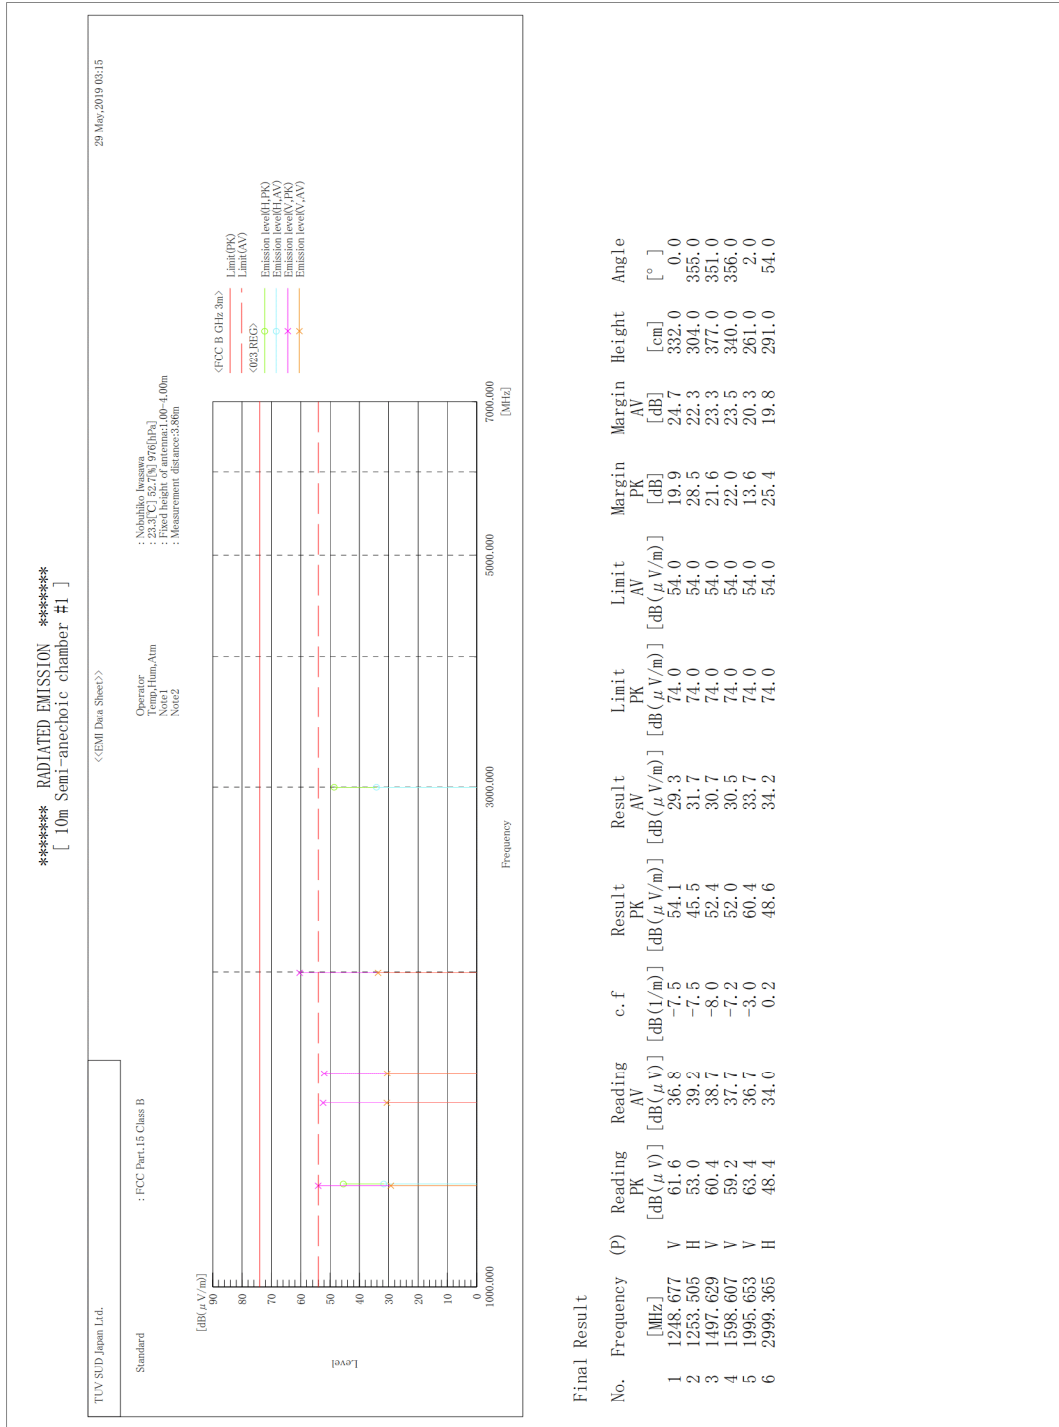 ******* RADIATED EMISSION *******
[ 10m Semi-anechoic chamber #1 ]
TUV SUD Japan Ltd.
<<EMI Data Sheet>>
29 May,2019 03:15
Standard : FCC Part.15 Class B
Operator : Nobuhiko Iwasawa
Temp,Hum,Atm : 23.3[℃] 52.7[%] 976[hPa]
Note1 : Fixed height of antenna:1.00-4.00m
Note2 : Measurement distance:3.86m
<FCC B GHz 3m>
Limit(PK)
Limit(AV)
<023_REG>
Emission level(H,PK)
Emission level(H,AV)
Emission level(V,PK)
Emission level(V,AV)
[dB(μV/m)]
90
80
70
60
50
40
30
20
10
0
Level
1000.000 3000.000 5000.000 7000.000
Frequency [MHz]
Final Result
No. Frequency (P) Reading Reading c.f Result Result Limit Limit Margin Margin Height Angle
PK AV PK AV PK AV PK AV
[MHz] [dB(μV)] [dB(μV)] [dB(1/m)] [dB(μV/m)] [dB(μV/m)] [dB(μV/m)] [dB(μV/m)] [dB] [dB] [cm] [°]
1 1248.677 V 61.6 36.8 -7.5 54.1 29.3 74.0 54.0 19.9 24.7 332.0 0.0
2 1253.505 H 53.0 39.2 -7.5 45.5 31.7 74.0 54.0 28.5 22.3 304.0 355.0
3 1497.629 V 60.4 38.7 -8.0 52.4 30.7 74.0 54.0 21.6 23.3 377.0 351.0
4 1598.607 V 59.2 37.7 -7.2 52.0 30.5 74.0 54.0 22.0 23.5 340.0 356.0
5 1995.653 V 63.4 36.7 -3.0 60.4 33.7 74.0 54.0 13.6 20.3 261.0 2.0
6 2999.365 H 48.4 34.0 0.2 48.6 34.2 74.0 54.0 25.4 19.8 291.0 54.0